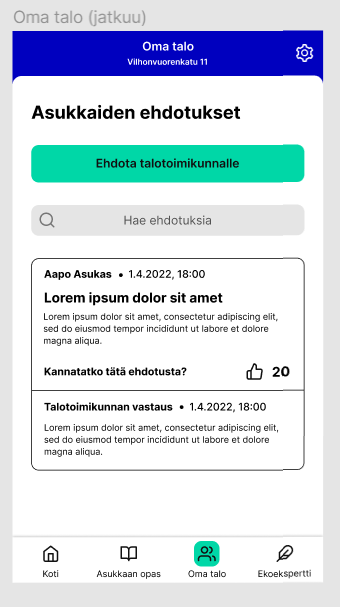 Oma talo (jatkuu)
Oma talo
Vilhonvuorenkatu 11
Asukkaiden ehdotukset
Ehdota talotoimikunnalle
Hae ehdotuksia
Aapo Asukas • 1.4.2022, 18:00
Lorem ipsum dolor sit amet
Lorem ipsum dolor sit amet, consectetur adipiscing elit,
sed do eiusmod tempor incididunt ut labore et dolore
magna aliqua.
Kannatatko tätä ehdotusta? 20
Talotoimikunnan vastaus • 1.4.2022, 18:00
Lorem ipsum dolor sit amet, consectetur adipiscing elit,
sed do eiusmod tempor incididunt ut labore et dolore
magna aliqua.
Koti Asukkaan opas Oma talo Ekoekspertti